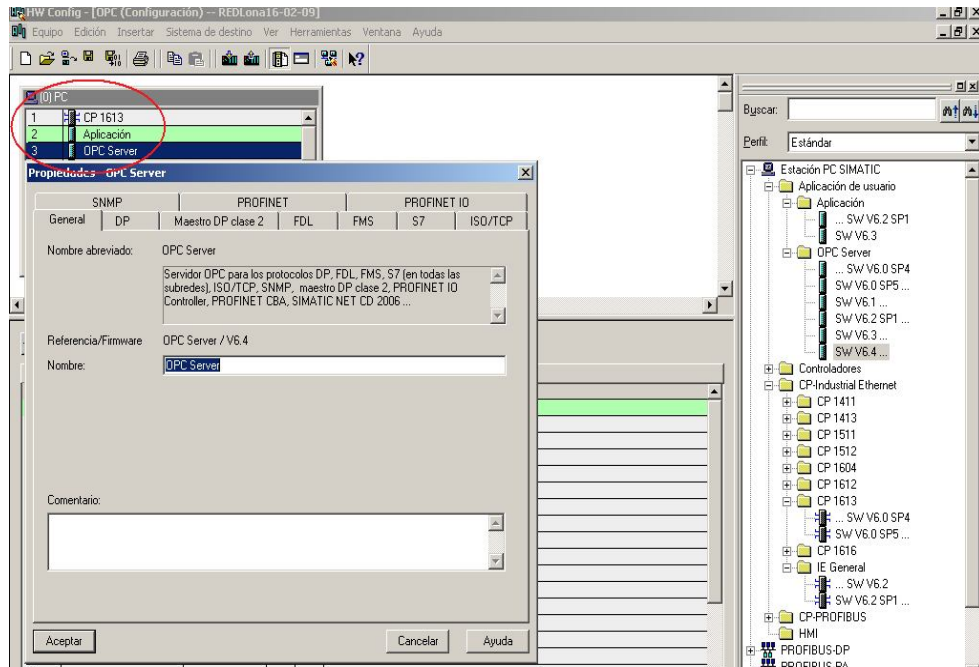 HW Config - [OPC (Configuración) -- REDLona16-02-09]
Equipo Edición Insertar Sistema de destino Ver Herramientas Ventana Ayuda
(0) PC
1 CP 1613
2 Aplicación
3 OPC Server
Propiedades - OPC Server
SNMP PROFINET PROFINET IO
General DP Maestro DP clase 2 FDL FMS S7 ISO/TCP
Nombre abreviado: OPC Server
Servidor OPC para los protocolos DP, FDL, FMS, S7 (en todas las
subredes), ISO/TCP, SNMP, maestro DP clase 2, PROFINET IO
Controller, PROFINET CBA, SIMATIC NET CD 2006 ...
Referencia/Firmware OPC Server / V6.4
Nombre: OPC Server
Comentario:
Aceptar Cancelar Ayuda
Buscar:
Perfil: Estándar
Estación PC SIMATIC
Aplicación de usuario
Aplicación
... SW V6.2 SP1
SW V6.3
OPC Server
... SW V6.0 SP4
SW V6.0 SP5 ...
SW V6.1 ...
SW V6.2 SP1 ...
SW V6.3 ...
SW V6.4 ...
Controladores
CP-Industrial Ethernet
CP 1411
CP 1413
CP 1511
CP 1512
CP 1604
CP 1612
CP 1613
... SW V6.0 SP4
SW V6.0 SP5 ...
CP 1616
IE General
... SW V6.2
SW V6.2 SP1 ...
CP-PROFIBUS
HMI
PROFIBUS-DP
PROFIBUS-PA